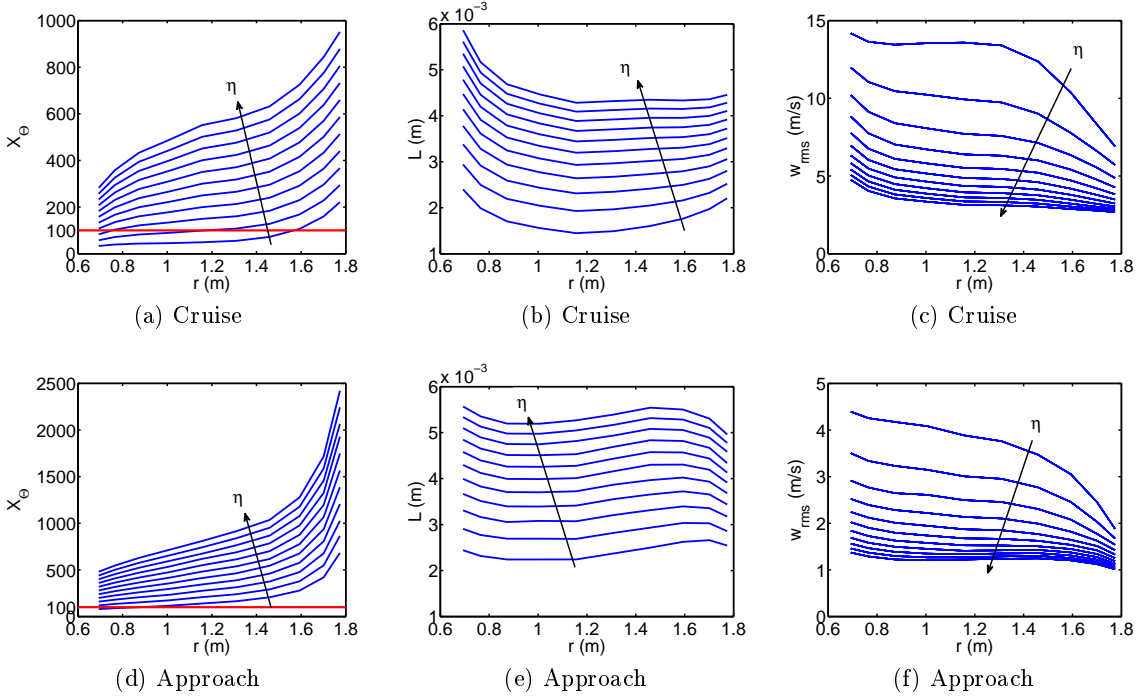 1000
800
600
400
200
100
0
0.6 0.8 1 1.2 1.4 1.6 1.8
X_Θ
r (m)
η
(a) Cruise
x 10⁻³
6
5
4
3
2
1
0.6 0.8 1 1.2 1.4 1.6 1.8
L (m)
r (m)
η
(b) Cruise
15
10
5
0
0.6 0.8 1 1.2 1.4 1.6 1.8
w_rms (m/s)
r (m)
η
(c) Cruise
2500
2000
1500
1000
500
100
0
0.6 0.8 1 1.2 1.4 1.6 1.8
X_Θ
r (m)
η
(d) Approach
x 10⁻³
6
5
4
3
2
1
0.6 0.8 1 1.2 1.4 1.6 1.8
L (m)
r (m)
η
(e) Approach
5
4
3
2
1
0
0.6 0.8 1 1.2 1.4 1.6 1.8
w_rms (m/s)
r (m)
η
(f) Approach